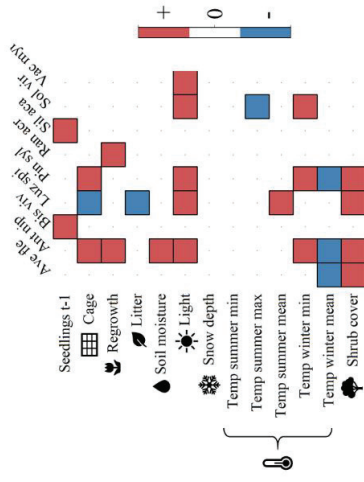 +
0
-
Vac myr
Sol vir
Sil aca
Ran acr
Pin syl
Luz spi
Bis viv
Ant nip
Ave fle
Seedlings t-1
Cage
Regrowth
Litter
Soil moisture
Light
Snow depth
Temp summer min
Temp summer max
Temp summer mean
Temp winter min
Temp winter mean
Shrub cover